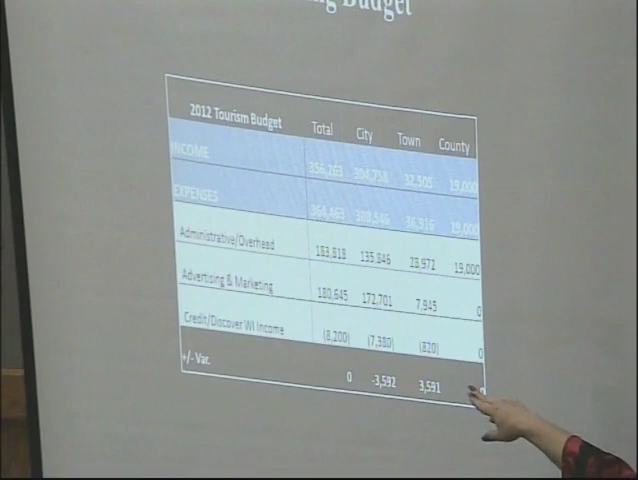 ng Budget
2012 Tourism Budget Total City Town County
INCOME 356,263 304,758 32,505 19,000
EXPENSES 364,463 308,546 36,916 19,000
Administrative/Overhead 183,818 135,846 28,972 19,000
Advertising & Marketing 180,645 172,701 7,945 0
Credit/Discover WI Income (8,200) (7,380) (820) 0
+/- Var. 0 -3,592 3,591